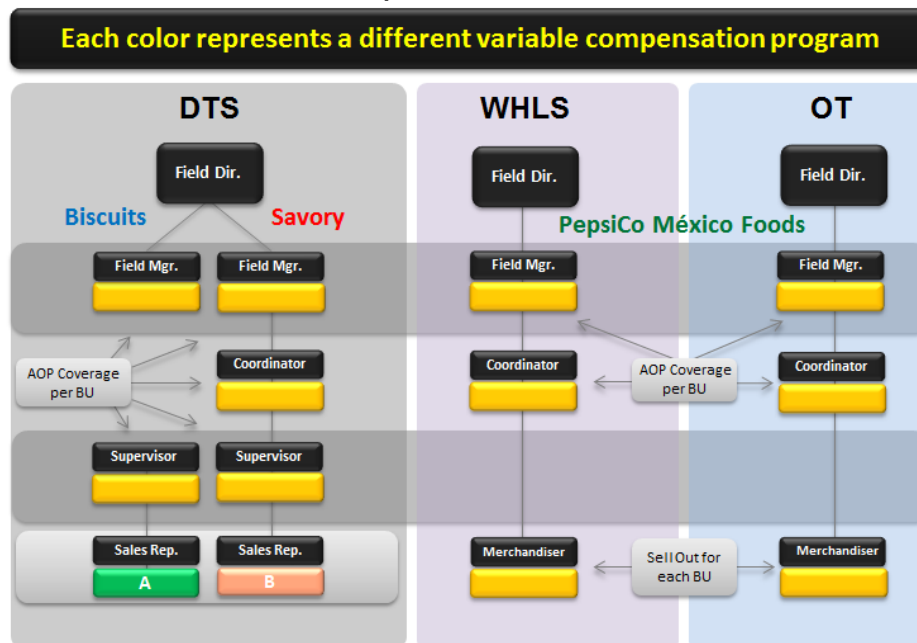 Each color represents a different variable compensation program
DTS
WHLS
OT
Field Dir.
Field Dir.
Field Dir.
Biscuits
Savory
PepsiCo México Foods
Field Mgr.
Field Mgr.
Field Mgr.
Field Mgr.
AOP Coverage
per BU
Coordinator
Coordinator
AOP Coverage
per BU
Coordinator
Supervisor
Supervisor
Sales Rep.
A
Sales Rep.
B
Merchandiser
Sell Out for
each BU
Merchandiser